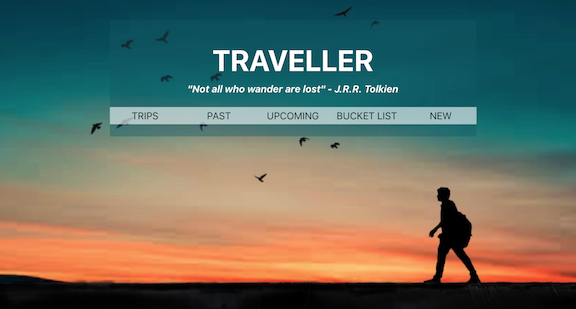 TRAVELLER
"Not all who wander are lost" - J.R.R. Tolkien
TRIPS PAST UPCOMING BUCKET LIST NEW